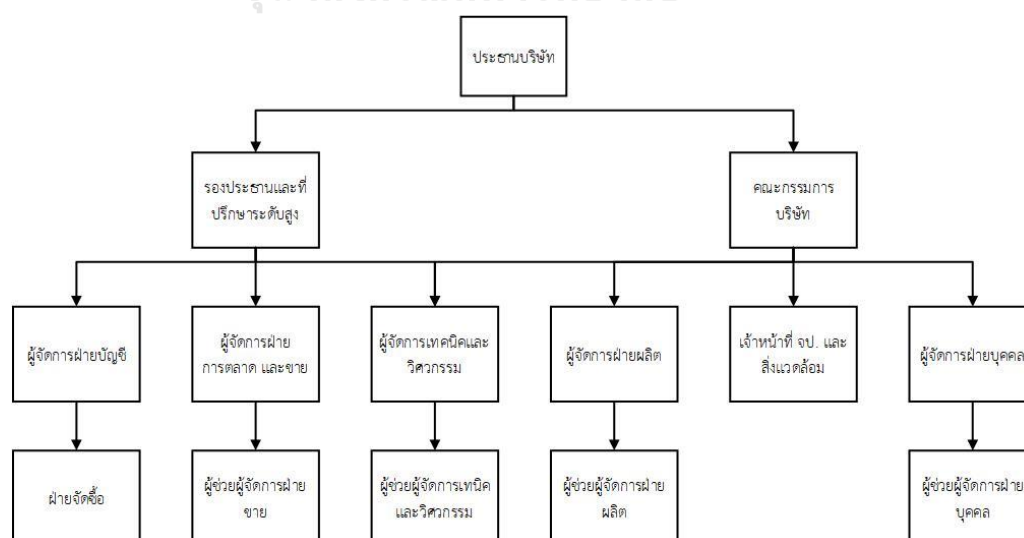 ประธานบริษัท
รองประธานและที่
ปรึกษาระดับสูง
คณะกรรมการ
บริษัท
ผู้จัดการฝ่ายบัญชี
ผู้จัดการฝ่าย
การตลาด และขาย
ผู้จัดการเทคนิคและ
วิศวกรรม
ผู้จัดการฝ่ายผลิต
เจ้าหน้าที่ จป. และ
สิ่งแวดล้อม
ผู้จัดการฝ่ายบุคคล
ฝ่ายจัดซื้อ
ผู้ช่วยผู้จัดการฝ่าย
ขาย
ผู้ช่วยผู้จัดการเทนิค
และวิศวกรรม
ผู้ช่วยผู้จัดการฝ่าย
ผลิต
ผู้ช่วยผู้จัดการฝ่าย
บุคคล